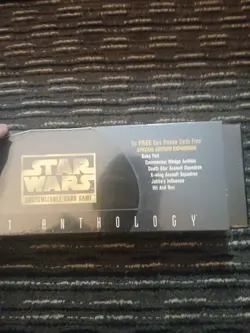 STAR
WARS
CUSTOMIZABLE CARD GAME
SPECIAL EDITION EXPANSION
Boba Fett
Commander Wedge Antilles
Death Star Assault Squadron
X-wing Assault Squadron
Jabba's Influence
Hit And Run
T ANTHOLOGY